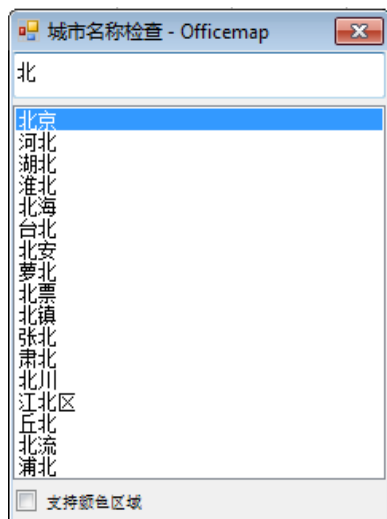 城市名称检查 - Officemap
北
北京
河北
湖北
淮北
北海
台北
北安
萝北
北票
北镇
张北
肃北
北川
江北区
丘北
北流
浦北
支持颜色区域